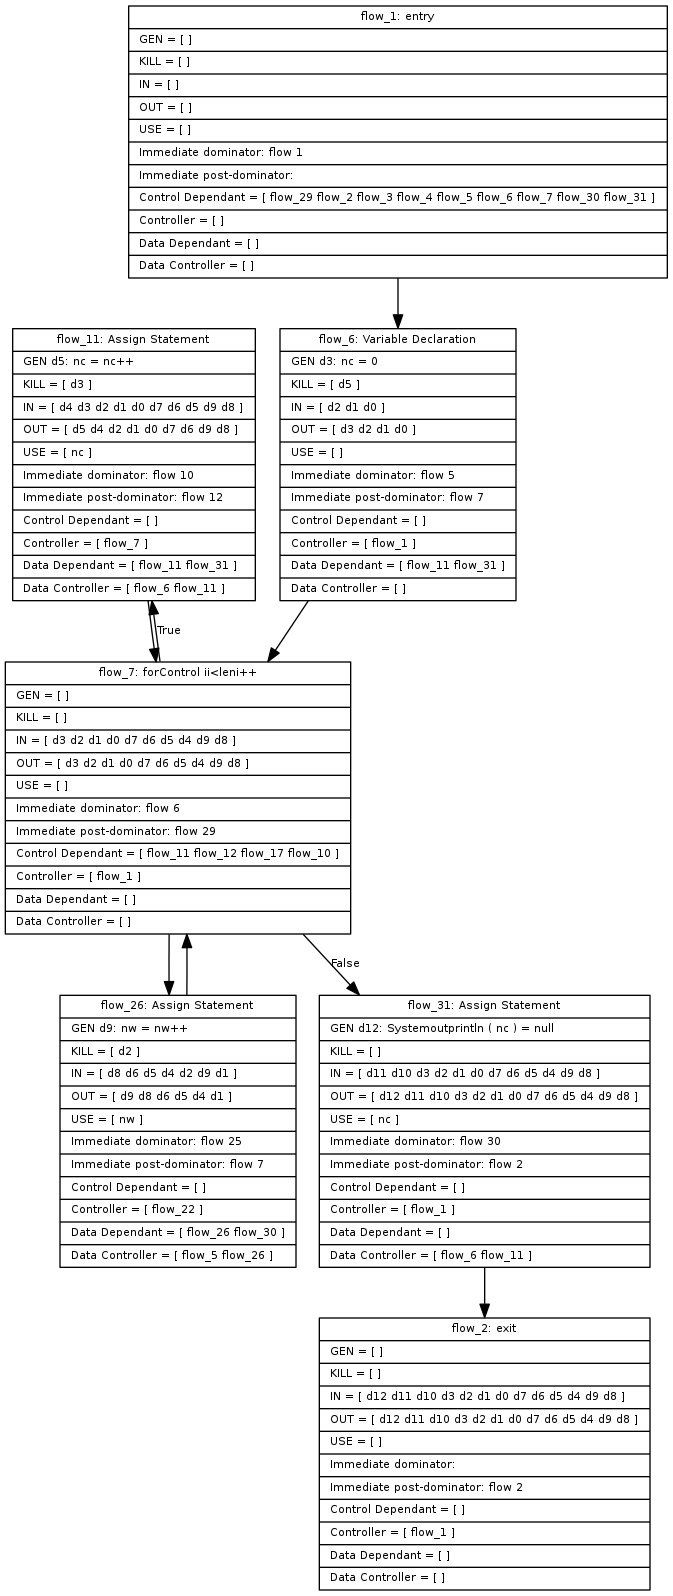 flow_1: entry
GEN = [ ]
KILL = [ ]
IN = [ ]
OUT = [ ]
USE = [ ]
Immediate dominator: flow 1
Immediate post-dominator:
Control Dependant = [ flow_29 flow_2 flow_3 flow_4 flow_5 flow_6 flow_7 flow_30 flow_31 ]
Controller = [ ]
Data Dependant = [ ]
Data Controller = [ ]
flow_11: Assign Statement
GEN d5: nc = nc++
KILL = [ d3 ]
IN = [ d4 d3 d2 d1 d0 d7 d6 d5 d9 d8 ]
OUT = [ d5 d4 d2 d1 d0 d7 d6 d9 d8 ]
USE = [ nc ]
Immediate dominator: flow 10
Immediate post-dominator: flow 12
Control Dependant = [ ]
Controller = [ flow_7 ]
Data Dependant = [ flow_11 flow_31 ]
Data Controller = [ flow_6 flow_11 ]
flow_6: Variable Declaration
GEN d3: nc = 0
KILL = [ d5 ]
IN = [ d2 d1 d0 ]
OUT = [ d3 d2 d1 d0 ]
USE = [ ]
Immediate dominator: flow 5
Immediate post-dominator: flow 7
Control Dependant = [ ]
Controller = [ flow_1 ]
Data Dependant = [ flow_11 flow_31 ]
Data Controller = [ ]
True
flow_7: forControl ii<leni++
GEN = [ ]
KILL = [ ]
IN = [ d3 d2 d1 d0 d7 d6 d5 d4 d9 d8 ]
OUT = [ d3 d2 d1 d0 d7 d6 d5 d4 d9 d8 ]
USE = [ ]
Immediate dominator: flow 6
Immediate post-dominator: flow 29
Control Dependant = [ flow_11 flow_12 flow_17 flow_10 ]
Controller = [ flow_1 ]
Data Dependant = [ ]
Data Controller = [ ]
False
flow_26: Assign Statement
GEN d9: nw = nw++
KILL = [ d2 ]
IN = [ d8 d6 d5 d4 d2 d9 d1 ]
OUT = [ d9 d8 d6 d5 d4 d1 ]
USE = [ nw ]
Immediate dominator: flow 25
Immediate post-dominator: flow 7
Control Dependant = [ ]
Controller = [ flow_22 ]
Data Dependant = [ flow_26 flow_30 ]
Data Controller = [ flow_5 flow_26 ]
flow_31: Assign Statement
GEN d12: Systemoutprintln ( nc ) = null
KILL = [ ]
IN = [ d11 d10 d3 d2 d1 d0 d7 d6 d5 d4 d9 d8 ]
OUT = [ d12 d11 d10 d3 d2 d1 d0 d7 d6 d5 d4 d9 d8 ]
USE = [ nc ]
Immediate dominator: flow 30
Immediate post-dominator: flow 2
Control Dependant = [ ]
Controller = [ flow_1 ]
Data Dependant = [ ]
Data Controller = [ flow_6 flow_11 ]
flow_2: exit
GEN = [ ]
KILL = [ ]
IN = [ d12 d11 d10 d3 d2 d1 d0 d7 d6 d5 d4 d9 d8 ]
OUT = [ d12 d11 d10 d3 d2 d1 d0 d7 d6 d5 d4 d9 d8 ]
USE = [ ]
Immediate dominator:
Immediate post-dominator: flow 2
Control Dependant = [ ]
Controller = [ flow_1 ]
Data Dependant = [ ]
Data Controller = [ ]